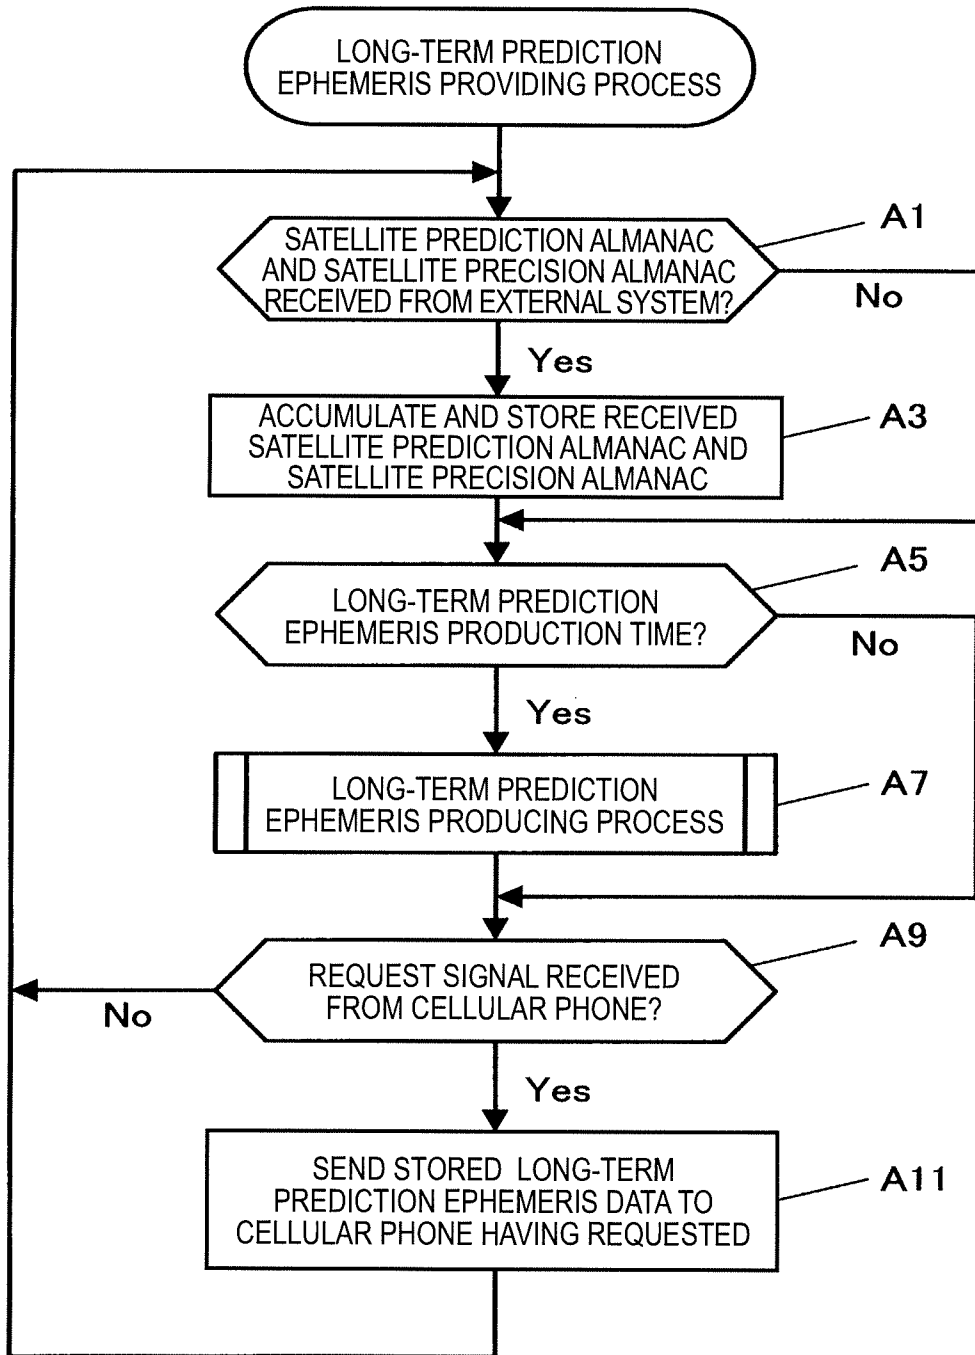 LONG-TERM PREDICTION
EPHEMERIS PROVIDING PROCESS
A1
SATELLITE PREDICTION ALMANAC
AND SATELLITE PRECISION ALMANAC
RECEIVED FROM EXTERNAL SYSTEM?
No
Yes
ACCUMULATE AND STORE RECEIVED
SATELLITE PREDICTION ALMANAC AND
SATELLITE PRECISION ALMANAC
A3
A5
LONG-TERM PREDICTION
EPHEMERIS PRODUCTION TIME?
No
Yes
LONG-TERM PREDICTION
EPHEMERIS PRODUCING PROCESS
A7
A9
REQUEST SIGNAL RECEIVED
FROM CELLULAR PHONE?
No
Yes
SEND STORED LONG-TERM
PREDICTION EPHEMERIS DATA TO
CELLULAR PHONE HAVING REQUESTED
A11